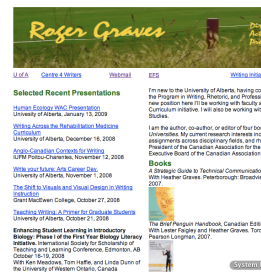 Roger Graves
U of A
Centre 4 Writers
Webmail
EFS
Writing Initia
Selected Recent Presentations
Human Ecology WAC Presentation
University of Alberta, January 13, 2009
Writing Across the Rehabilitation Medicine
Curriculum
University of Alberta, December 16, 2008
Anglo-Canadian Contexts for Writing
IUFM Poitou-Charentes, November 12, 2008
Write your future: Arts Career Day,
University of Alberta, November 1, 2008
The Shift to Visuals and Visual Design in Writing
Instruction
Grant MacEwen College, October 27, 2008
Teaching Writing: A Primer for Graduate Students
University of Alberta, October 21, 2008
Enhancing Student Learning in Introductory
Biology: Phase I of the First Year Biology Literacy
Initiative. International Society for Scholarship of
Teaching and Learning Conference, Edmonton, AB
October 16-19, 2008
With Ken Meadows, Tom Haffie, and Linda Dunn of
the University of Western Ontario, Canada
I'm new to the University of Alberta, having co
the Program in Writing, Rhetoric, and Profess
new position here I'll be working with faculty a
Curriculum initiative. I will also be working wit
Studies.
I am the author, co-author, or editor of four bo
Universities. My current research interests inc
assignments across disciplinary fields, and m
President of the Canadian Association for the
Executive Board of the Canadian Association
Books
A Strategic Guide to Technical Communicatio
With Heather Graves. Peterborough: Broadvie
2007.
The Brief Penguin Handbook, Canadian Editi
With Lester Faigley and Heather Graves. Toro
Pearson Longman, 2007.
System